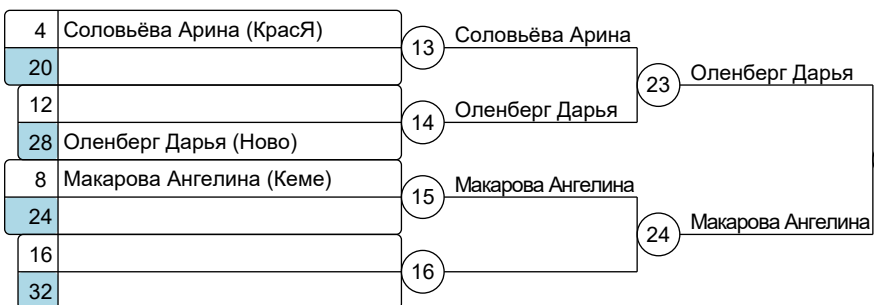 4 Соловьёва Арина (КрасЯ)
20
13 Соловьёва Арина
12
28 Оленберг Дарья (Ново)
14 Оленберг Дарья
23 Оленберг Дарья
8 Макарова Ангелина (Кеме)
24
15 Макарова Ангелина
16
32
16
24 Макарова Ангелина